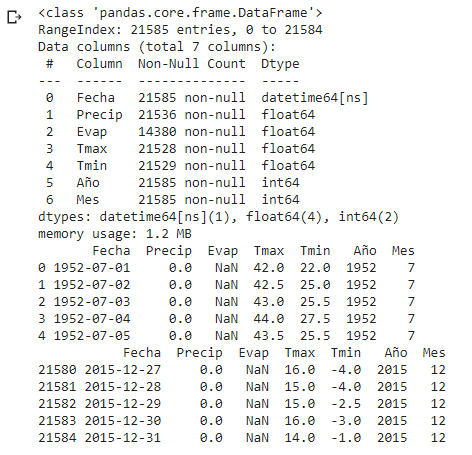 <class 'pandas.core.frame.DataFrame'>
RangeIndex: 21585 entries, 0 to 21584
Data columns (total 7 columns):
 #   Column  Non-Null Count  Dtype
---  ------  --------------  -----
 0   Fecha   21585 non-null  datetime64[ns]
 1   Precip  21536 non-null  float64
 2   Evap    14380 non-null  float64
 3   Tmax    21528 non-null  float64
 4   Tmin    21529 non-null  float64
 5   Año     21585 non-null  int64
 6   Mes     21585 non-null  int64
dtypes: datetime64[ns](1), float64(4), int64(2)
memory usage: 1.2 MB
       Fecha  Precip  Evap  Tmax  Tmin   Año  Mes
0 1952-07-01     0.0   NaN  42.0  22.0  1952    7
1 1952-07-02     0.0   NaN  42.5  25.0  1952    7
2 1952-07-03     0.0   NaN  43.0  25.5  1952    7
3 1952-07-04     0.0   NaN  44.0  27.5  1952    7
4 1952-07-05     0.0   NaN  43.5  25.5  1952    7
           Fecha  Precip  Evap  Tmax  Tmin   Año  Mes
21580 2015-12-27     0.0   NaN  16.0  -4.0  2015   12
21581 2015-12-28     0.0   NaN  15.0  -4.0  2015   12
21582 2015-12-29     0.0   NaN  15.0  -2.5  2015   12
21583 2015-12-30     0.0   NaN  16.0  -3.0  2015   12
21584 2015-12-31     0.0   NaN  14.0  -1.0  2015   12